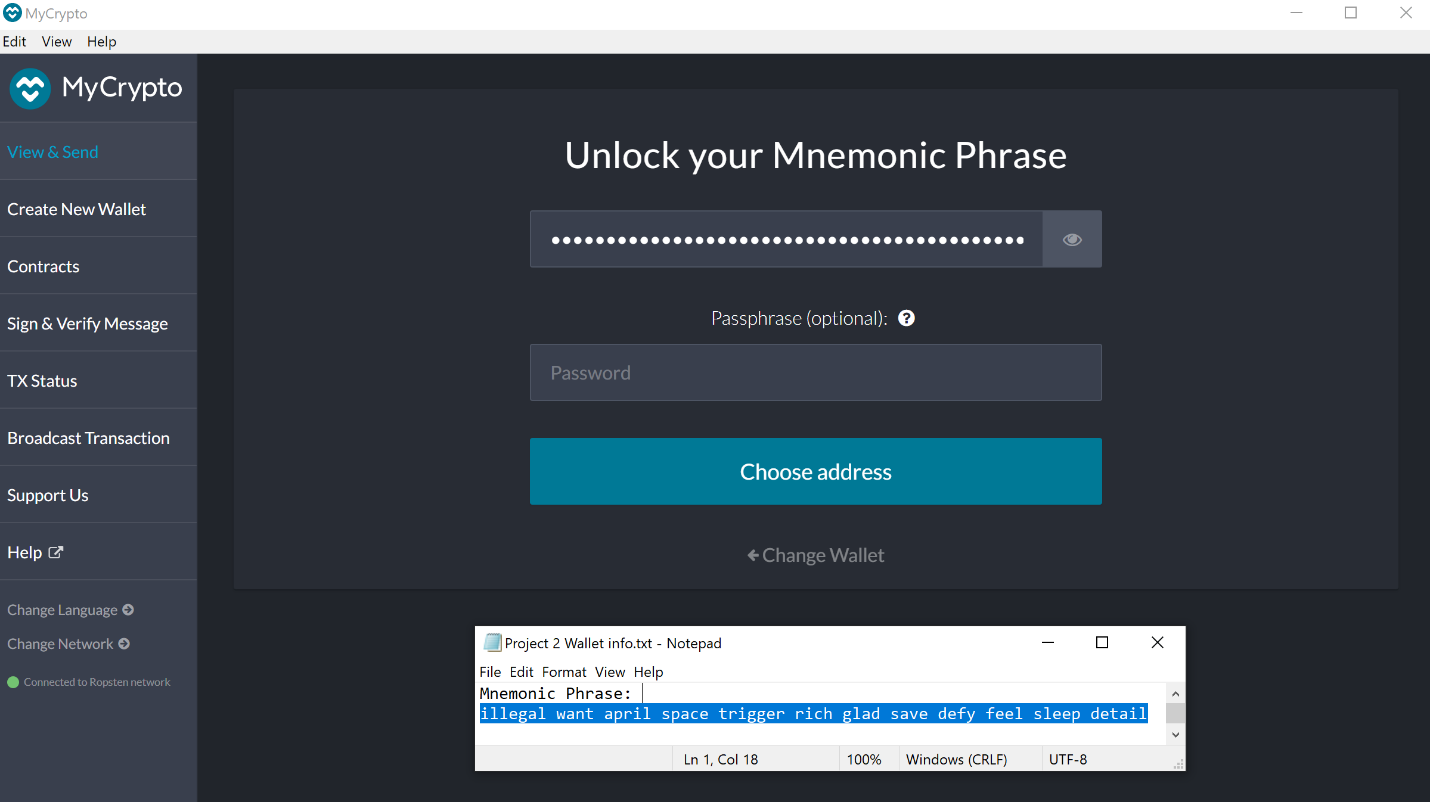 MyCrypto
Edit View Help
MyCrypto
View & Send
Create New Wallet
Contracts
Sign & Verify Message
TX Status
Broadcast Transaction
Support Us
Help
Change Language
Change Network
Connected to Ropsten network
Unlock your Mnemonic Phrase
Passphrase (optional): ?
Password
Choose address
Change Wallet
Project 2 Wallet info.txt - Notepad
File Edit Format View Help
Mnemonic Phrase:
illegal want april space trigger rich glad save defy feel sleep detail
Ln 1, Col 18 100% Windows (CRLF) UTF-8